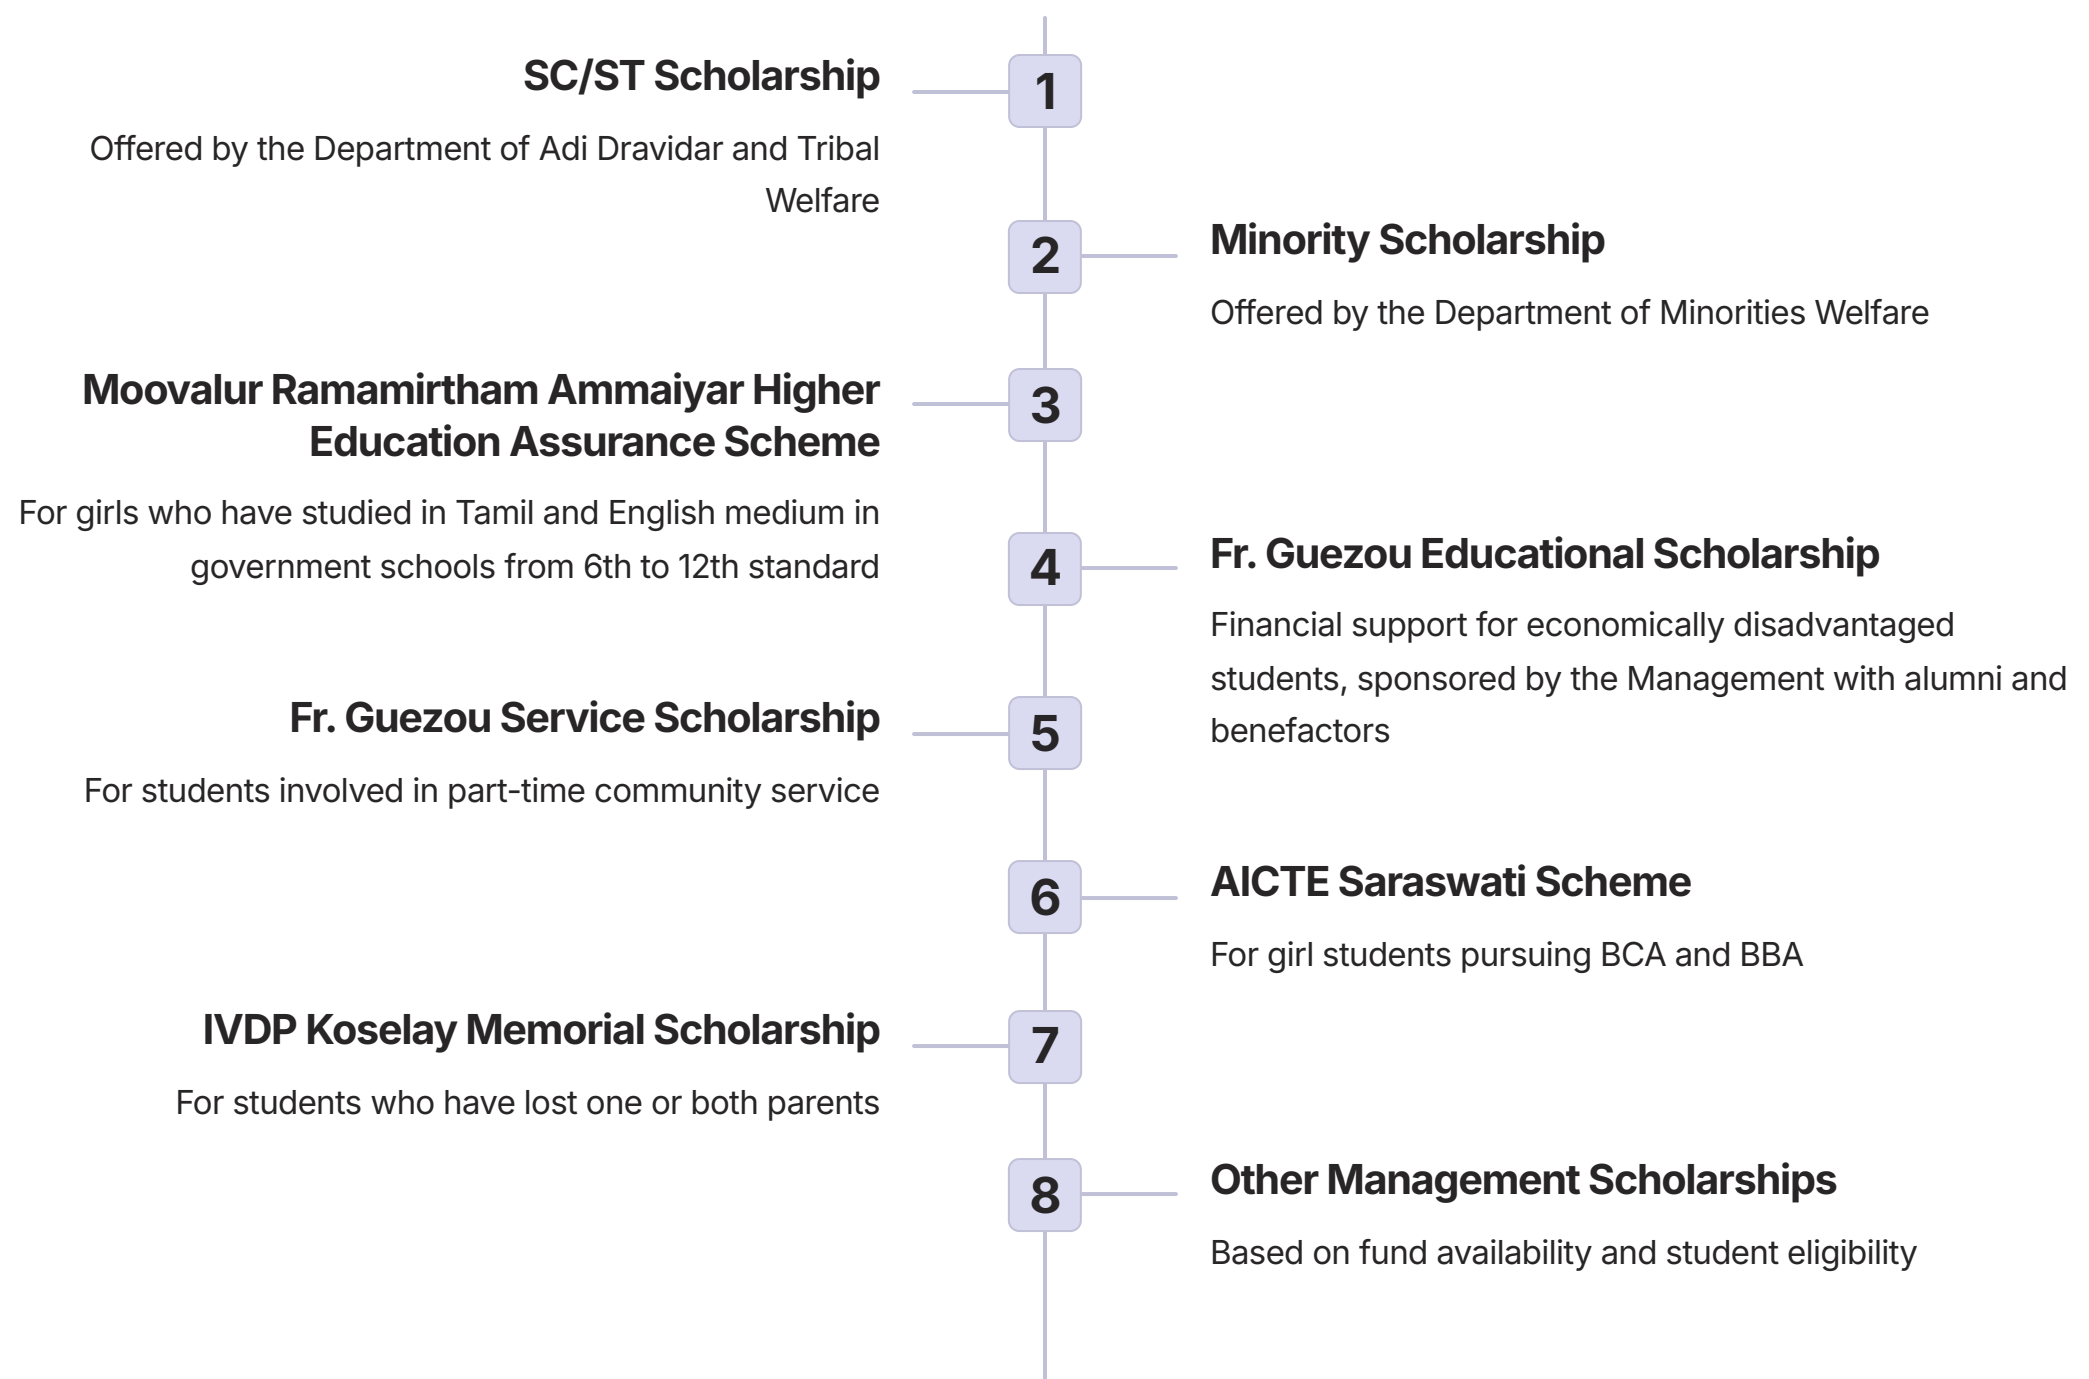 1
SC/ST Scholarship
Offered by the Department of Adi Dravidar and Tribal
Welfare
2
Minority Scholarship
Offered by the Department of Minorities Welfare
3
Moovalur Ramamirtham Ammaiyar Higher
Education Assurance Scheme
For girls who have studied in Tamil and English medium in
government schools from 6th to 12th standard
4
Fr. Guezou Educational Scholarship
Financial support for economically disadvantaged
students, sponsored by the Management with alumni and
benefactors
5
Fr. Guezou Service Scholarship
For students involved in part-time community service
6
AICTE Saraswati Scheme
For girl students pursuing BCA and BBA
7
IVDP Koselay Memorial Scholarship
For students who have lost one or both parents
8
Other Management Scholarships
Based on fund availability and student eligibility